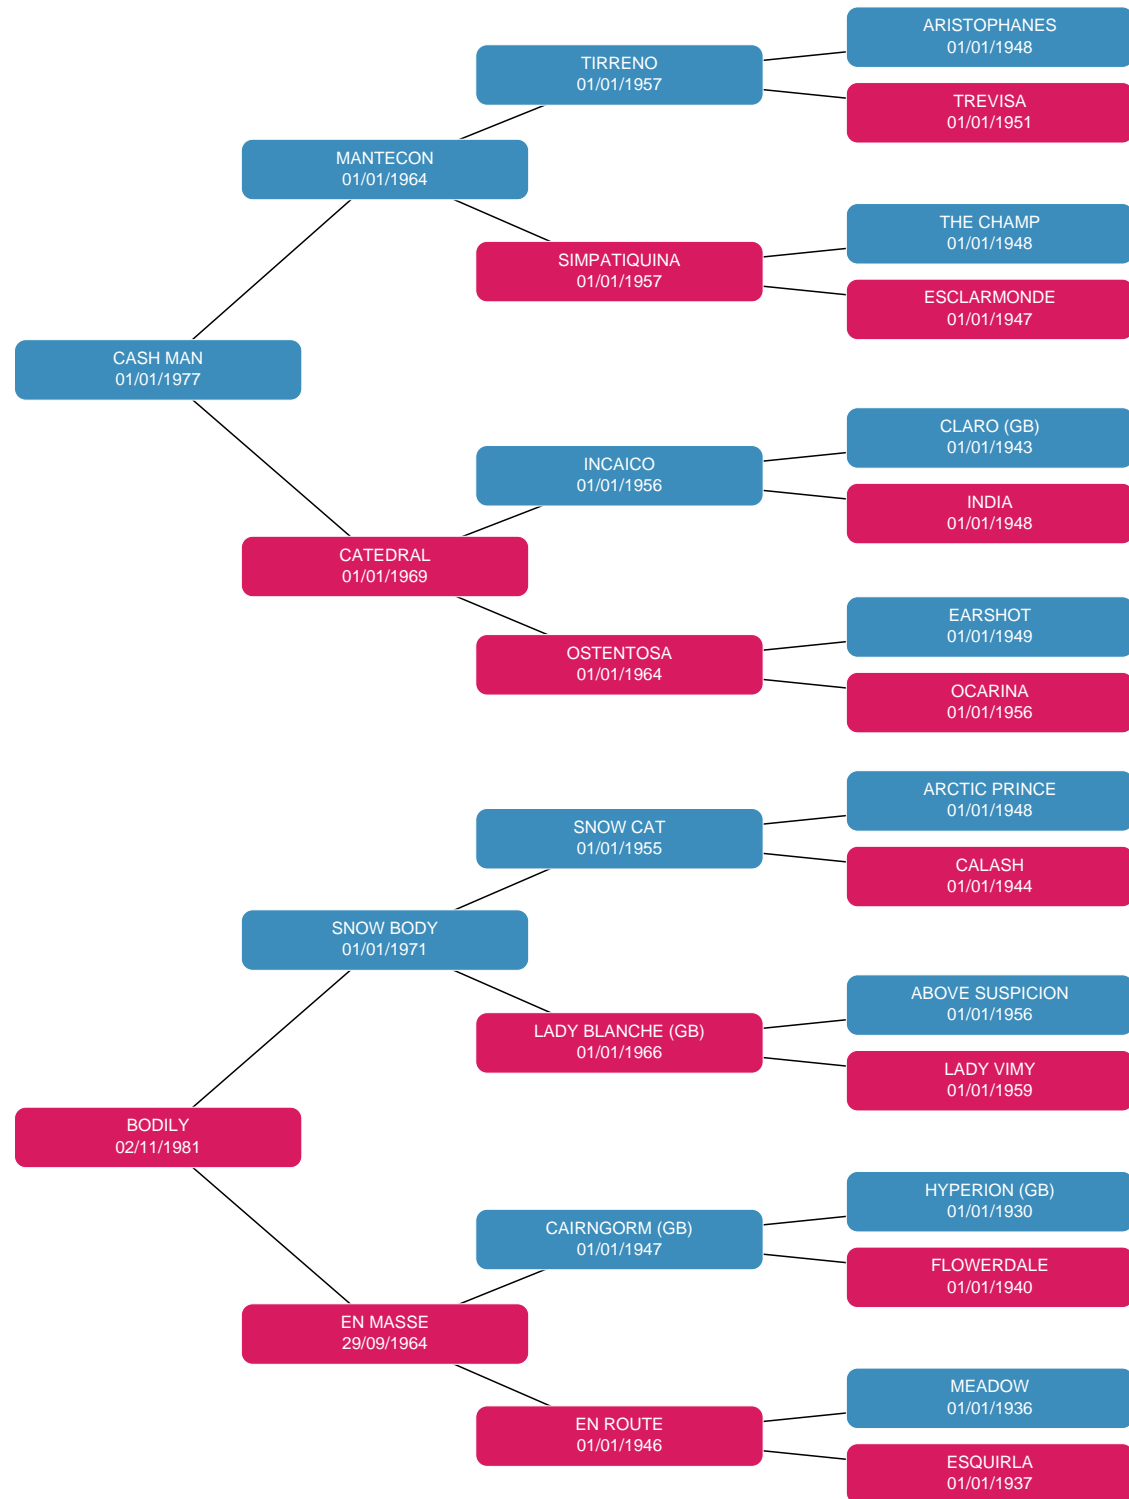 ARISTOPHANES
01/01/1948
TIRRENO
01/01/1957
TREVISA
01/01/1951
MANTECON
01/01/1964
THE CHAMP
01/01/1948
SIMPATIQUINA
01/01/1957
ESCLARMONDE
01/01/1947
CASH MAN
01/01/1977
CLARO (GB)
01/01/1943
INCAICO
01/01/1956
INDIA
01/01/1948
CATEDRAL
01/01/1969
EARSHOT
01/01/1949
OSTENTOSA
01/01/1964
OCARINA
01/01/1956
ARCTIC PRINCE
01/01/1948
SNOW CAT
01/01/1955
CALASH
01/01/1944
SNOW BODY
01/01/1971
ABOVE SUSPICION
01/01/1956
LADY BLANCHE (GB)
01/01/1966
LADY VIMY
01/01/1959
BODILY
02/11/1981
HYPERION (GB)
01/01/1930
CAIRNGORM (GB)
01/01/1947
FLOWERDALE
01/01/1940
EN MASSE
29/09/1964
MEADOW
01/01/1936
EN ROUTE
01/01/1946
ESQUIRLA
01/01/1937